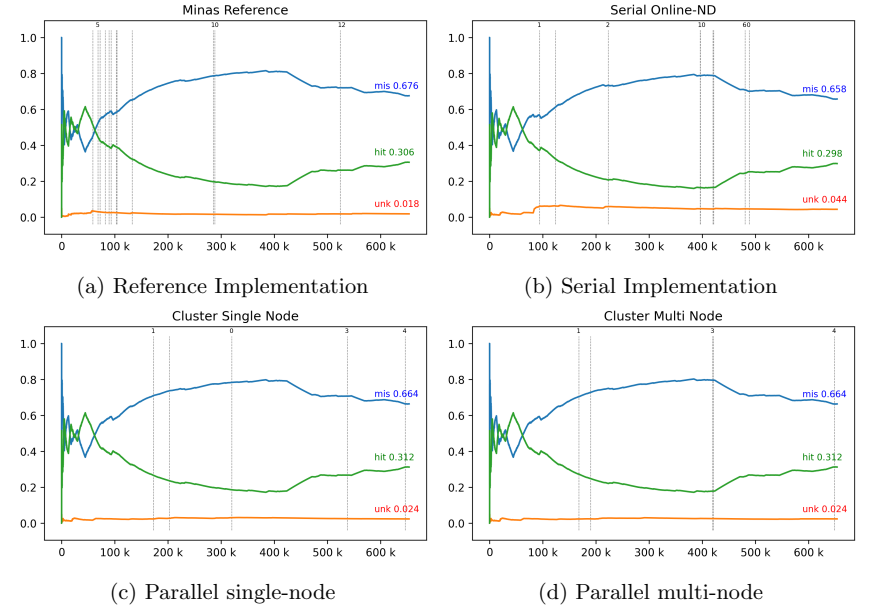 Minas Reference
5 10 12
1.0
0.8
mis 0.676
0.6
0.4
hit 0.306
0.2
unk 0.018
0.0
0 100 k 200 k 300 k 400 k 500 k 600 k
(a) Reference Implementation
Serial Online-ND
1 2 10 60
1.0
0.8
mis 0.658
0.6
0.4
hit 0.298
0.2
unk 0.044
0.0
0 100 k 200 k 300 k 400 k 500 k 600 k
(b) Serial Implementation
Cluster Single Node
1 0 3 4
1.0
0.8
mis 0.664
0.6
0.4
hit 0.312
0.2
unk 0.024
0.0
0 100 k 200 k 300 k 400 k 500 k 600 k
(c) Parallel single-node
Cluster Multi Node
1 3 4
1.0
0.8
mis 0.664
0.6
0.4
hit 0.312
0.2
unk 0.024
0.0
0 100 k 200 k 300 k 400 k 500 k 600 k
(d) Parallel multi-node